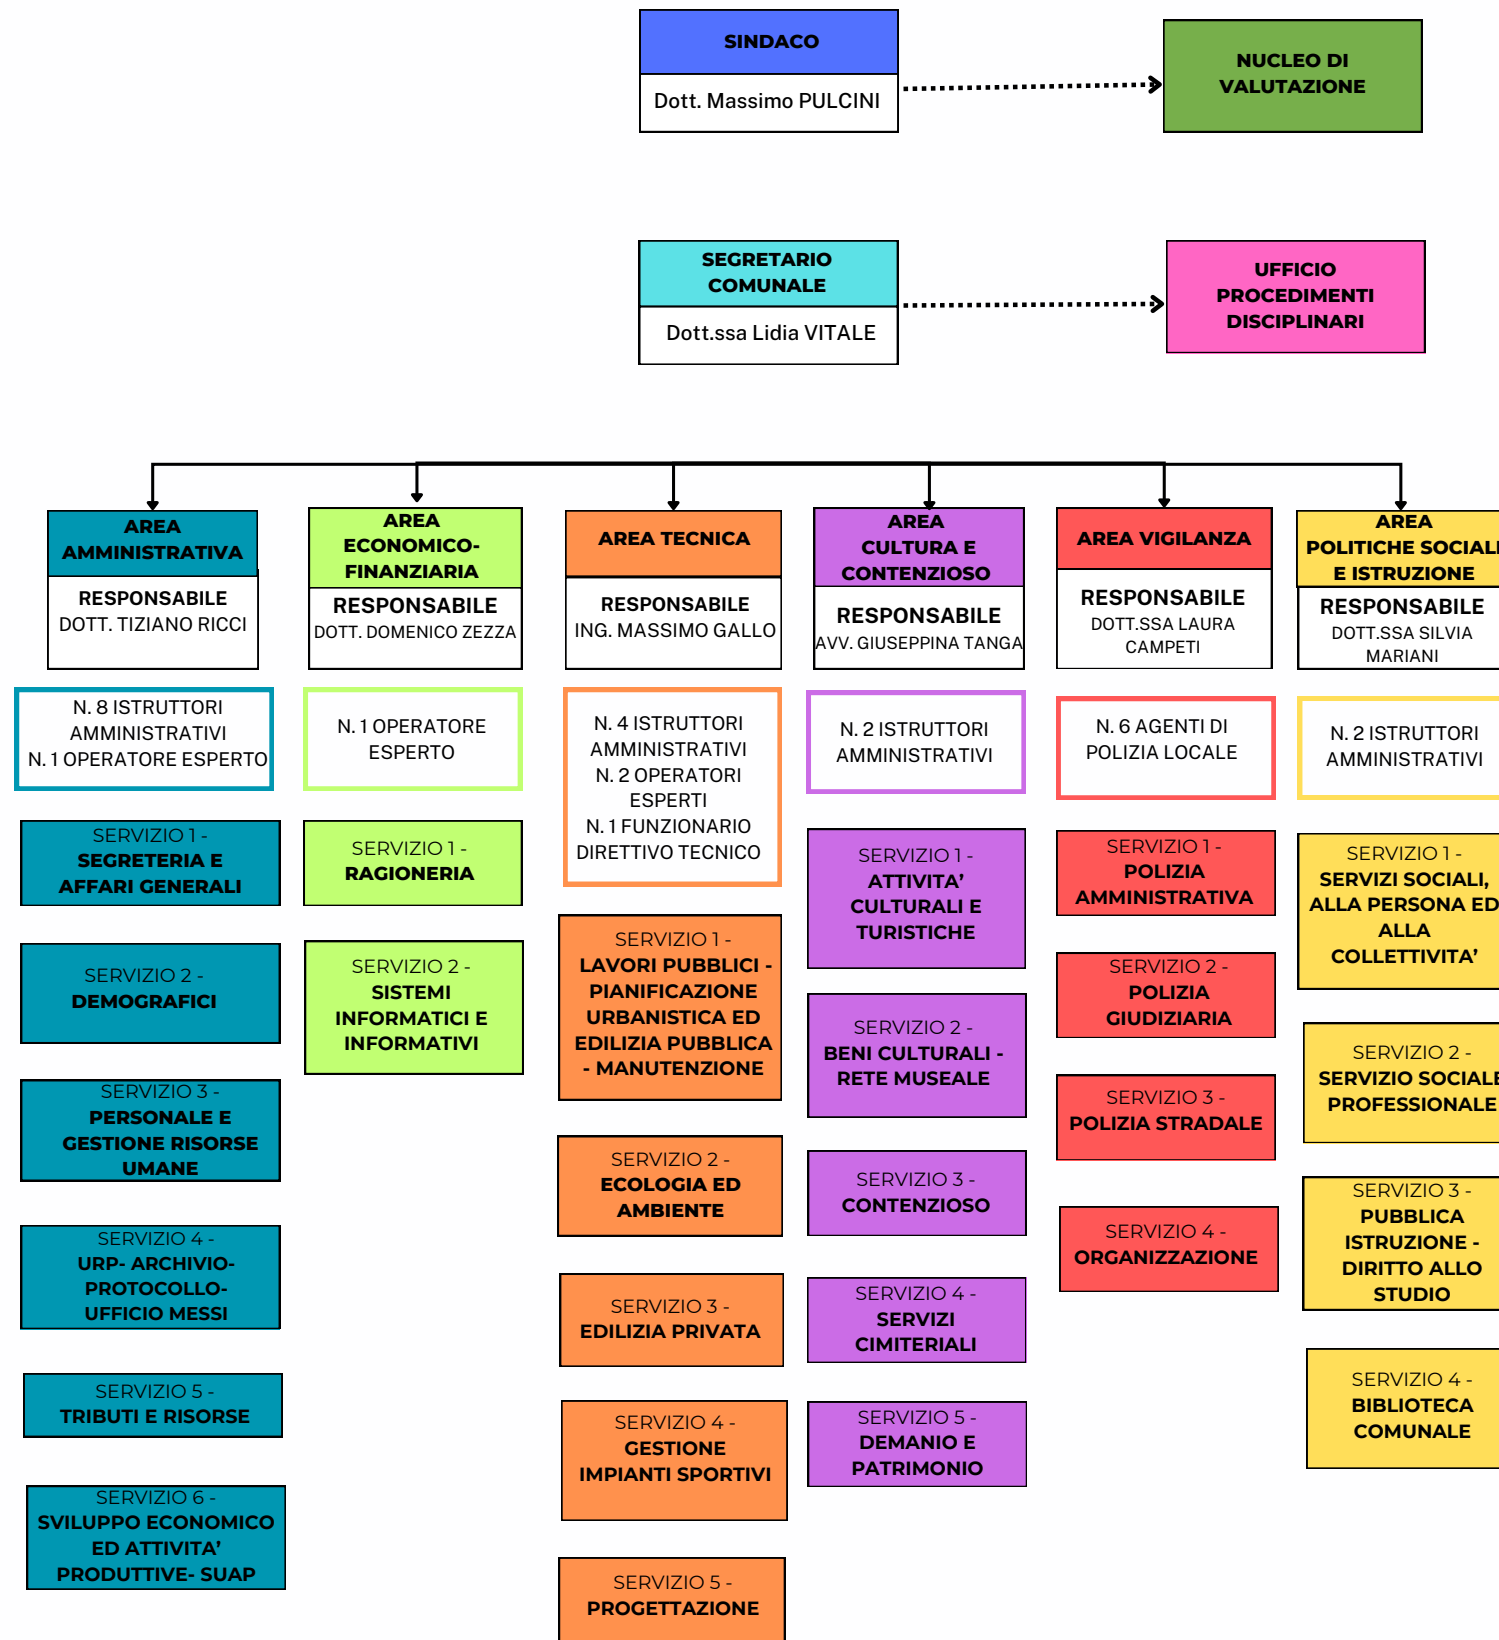 SINDACO
Dott. Massimo PULCINI
NUCLEO DI
VALUTAZIONE
SEGRETARIO
COMUNALE
Dott.ssa Lidia VITALE
UFFICIO
PROCEDIMENTI
DISCIPLINARI
AREA
AMMINISTRATIVA
RESPONSABILE
DOTT. TIZIANO RICCI
N. 8 ISTRUTTORI
AMMINISTRATIVI
N. 1 OPERATORE ESPERTO
SERVIZIO 1 -
SEGRETERIA E
AFFARI GENERALI
SERVIZIO 2 -
DEMOGRAFICI
SERVIZIO 3 -
PERSONALE E
GESTIONE RISORSE
UMANE
SERVIZIO 4 -
URP- ARCHIVIO-
PROTOCOLLO-
UFFICIO MESSI
SERVIZIO 5 -
TRIBUTI E RISORSE
SERVIZIO 6 -
SVILUPPO ECONOMICO
ED ATTIVITA’
PRODUTTIVE- SUAP
AREA
ECONOMICO-
FINANZIARIA
RESPONSABILE
DOTT. DOMENICO ZEZZA
N. 1 OPERATORE
ESPERTO
SERVIZIO 1 -
RAGIONERIA
SERVIZIO 2 -
SISTEMI
INFORMATICI E
INFORMATIVI
AREA TECNICA
RESPONSABILE
ING. MASSIMO GALLO
N. 4 ISTRUTTORI
AMMINISTRATIVI
N. 2 OPERATORI
ESPERTI
N. 1 FUNZIONARIO
DIRETTIVO TECNICO
SERVIZIO 1 -
LAVORI PUBBLICI -
PIANIFICAZIONE
URBANISTICA ED
EDILIZIA PUBBLICA
- MANUTENZIONE
SERVIZIO 2 -
ECOLOGIA ED
AMBIENTE
SERVIZIO 3 -
EDILIZIA PRIVATA
SERVIZIO 4 -
GESTIONE
IMPIANTI SPORTIVI
SERVIZIO 5 -
PROGETTAZIONE
AREA
CULTURA E
CONTENZIOSO
RESPONSABILE
AVV. GIUSEPPINA TANGA
N. 2 ISTRUTTORI
AMMINISTRATIVI
SERVIZIO 1 -
ATTIVITA’
CULTURALI E
TURISTICHE
SERVIZIO 2 -
BENI CULTURALI -
RETE MUSEALE
SERVIZIO 3 -
CONTENZIOSO
SERVIZIO 4 -
SERVIZI
CIMITERIALI
SERVIZIO 5 -
DEMANIO E
PATRIMONIO
AREA VIGILANZA
RESPONSABILE
DOTT.SSA LAURA
CAMPETI
N. 6 AGENTI DI
POLIZIA LOCALE
SERVIZIO 1 -
POLIZIA
AMMINISTRATIVA
SERVIZIO 2 -
POLIZIA
GIUDIZIARIA
SERVIZIO 3 -
POLIZIA STRADALE
SERVIZIO 4 -
ORGANIZZAZIONE
AREA
POLITICHE SOCIALI
E ISTRUZIONE
RESPONSABILE
DOTT.SSA SILVIA
MARIANI
N. 2 ISTRUTTORI
AMMINISTRATIVI
SERVIZIO 1 -
SERVIZI SOCIALI,
ALLA PERSONA ED
ALLA
COLLETTIVITA’
SERVIZIO 2 -
SERVIZIO SOCIALE
PROFESSIONALE
SERVIZIO 3 -
PUBBLICA
ISTRUZIONE -
DIRITTO ALLO
STUDIO
SERVIZIO 4 -
BIBLIOTECA
COMUNALE